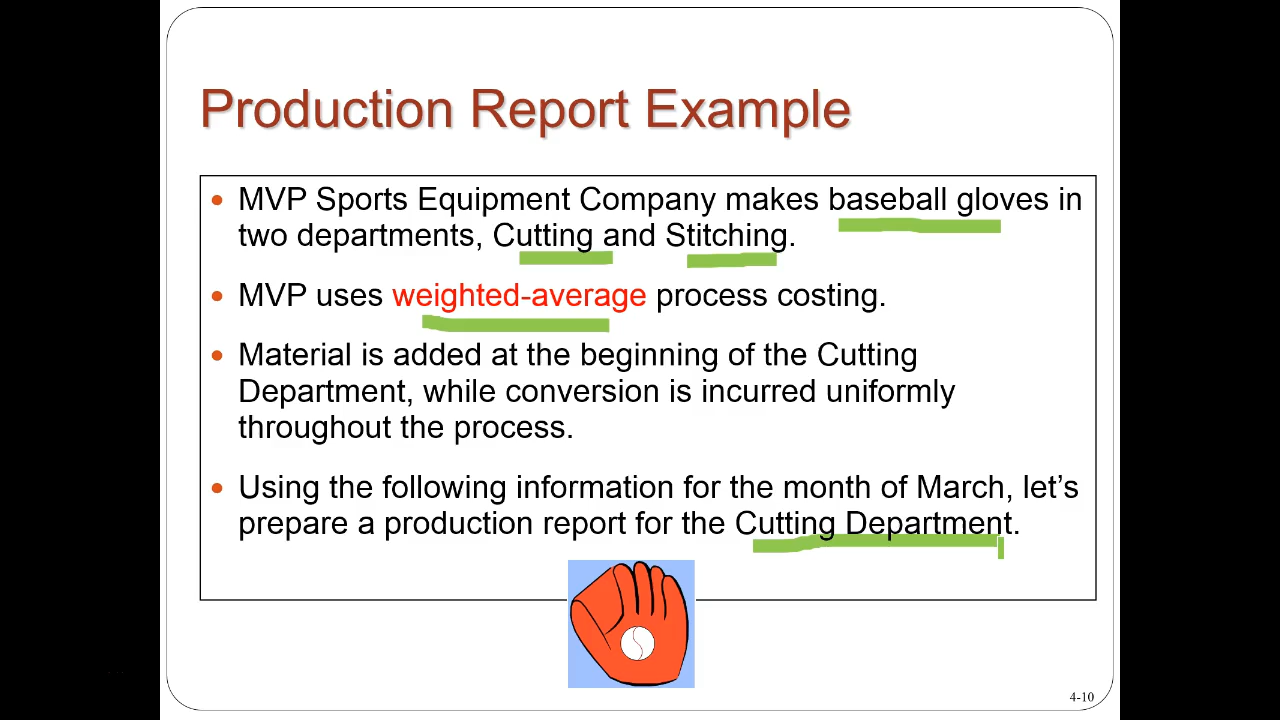 Production Report Example
• MVP Sports Equipment Company makes baseball gloves in
two departments, Cutting and Stitching.
• MVP uses weighted-average process costing.
• Material is added at the beginning of the Cutting
Department, while conversion is incurred uniformly
throughout the process.
• Using the following information for the month of March, let’s
prepare a production report for the Cutting Department.
4-10